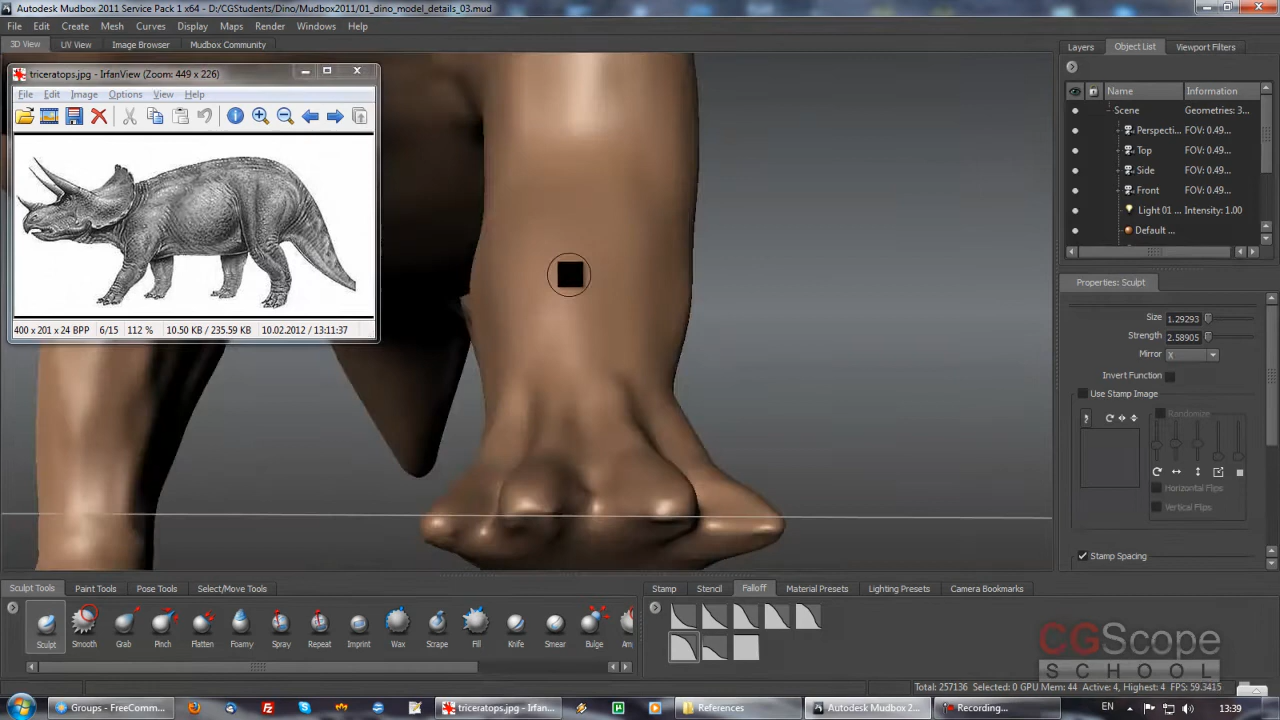 Autodesk Mudbox 2011 Service Pack 1 x64 - D:/CGStudents/Dino/Mudbox2011/01_dino_model_details_03.mud
File Edit Create Mesh Curves Display Maps Render Windows Help
3D View UV View Image Browser Mudbox Community
Layers Object List Viewport Filters
triceratops.jpg - IrfanView (Zoom: 449 x 226)
File Edit Image Options View Help
400 x 201 x 24 BPP 6/15 112 % 10.50 KB / 235.59 KB 10.02.2012 / 13:11:37
Name Information
Scene Geometries: 3...
Perspecti... FOV: 0.49...
Top FOV: 0.49...
Side FOV: 0.49...
Front FOV: 0.49...
Light 01 ... Intensity: 1.00
Default ...
Properties: Sculpt
Size 1.29293
Strength 2.58905
Mirror X
Invert Function
Use Stamp Image
Randomize
Horizontal Flips
Vertical Flips
Stamp Spacing
Sculpt Tools Paint Tools Pose Tools Select/Move Tools
Sculpt Smooth Grab Pinch Flatten Foamy Spray Repeat Imprint Wax Scrape Fill Knife Smear Bulge Am
Stamp Stencil Falloff Material Presets Lighting Presets Camera Bookmarks
CGScope
SCHOOL
Total: 257136 Selected: 0 GPU Mem: 44 Active: 4, Highest: 4 FPS: 59.3415
Groups - FreeComm... triceratops.jpg - Irfan... References Autodesk Mudbox 2... Recording... 13:39